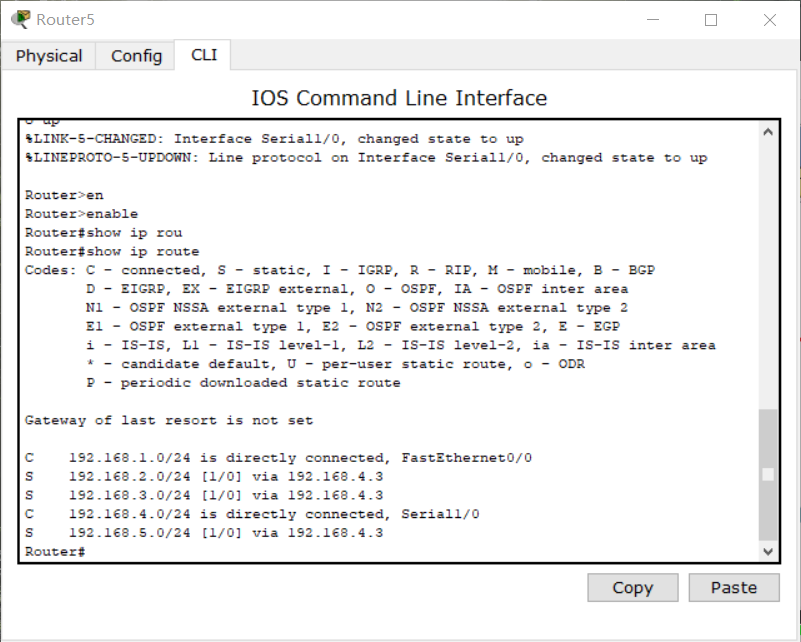 Router5
Physical Config CLI
IOS Command Line Interface
0 up
%LINK-5-CHANGED: Interface Serial1/0, changed state to up
%LINEPROTO-5-UPDOWN: Line protocol on Interface Serial1/0, changed state to up
Router>en
Router>enable
Router#show ip rou
Router#show ip route
Codes: C - connected, S - static, I - IGRP, R - RIP, M - mobile, B - BGP
D - EIGRP, EX - EIGRP external, O - OSPF, IA - OSPF inter area
N1 - OSPF NSSA external type 1, N2 - OSPF NSSA external type 2
E1 - OSPF external type 1, E2 - OSPF external type 2, E - EGP
i - IS-IS, L1 - IS-IS level-1, L2 - IS-IS level-2, ia - IS-IS inter area
* - candidate default, U - per-user static route, o - ODR
P - periodic downloaded static route
Gateway of last resort is not set
C 192.168.1.0/24 is directly connected, FastEthernet0/0
S 192.168.2.0/24 [1/0] via 192.168.4.3
S 192.168.3.0/24 [1/0] via 192.168.4.3
C 192.168.4.0/24 is directly connected, Serial1/0
S 192.168.5.0/24 [1/0] via 192.168.4.3
Router#
Copy Paste